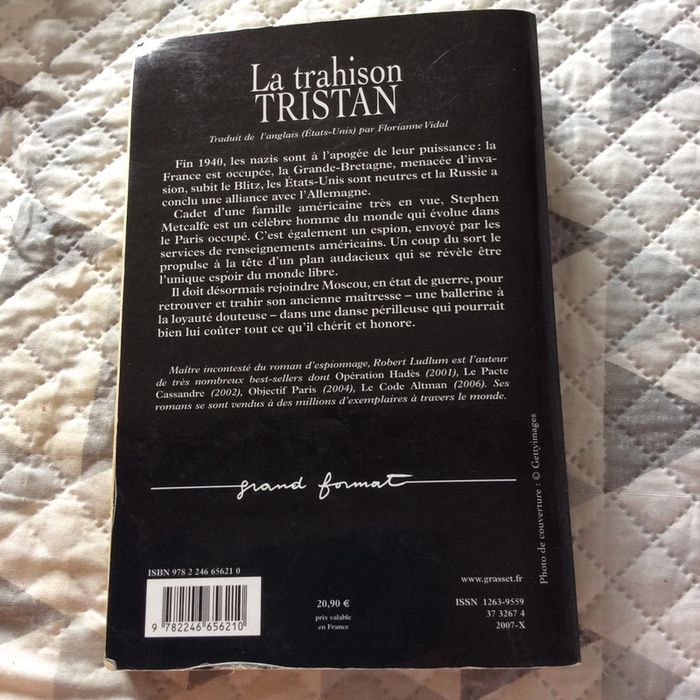 La trahison
TRISTAN
Traduit de l'anglais (États-Unis) par Florianne Vidal
Fin 1940, les nazis sont à l'apogée de leur puissance : la
France est occupée, la Grande-Bretagne, menacée d'inva-
sion, subit le Blitz, les États-Unis sont neutres et la Russie a
conclu une alliance avec l'Allemagne.
Cadet d'une famille américaine très en vue, Stephen
Metcalfe est un célèbre homme du monde qui évolue dans
le Paris occupé. C'est également un espion, envoyé par les
services de renseignements américains. Un coup du sort le
propulse à la tête d'un plan audacieux qui se révèle être
l'unique espoir du monde libre.
Il doit désormais rejoindre Moscou, en état de guerre, pour
retrouver et trahir son ancienne maîtresse – une ballerine à
la loyauté douteuse – dans une danse périlleuse qui pourrait
bien lui coûter tout ce qu'il chérit et honore.
Maître incontesté du roman d'espionnage, Robert Ludlum est l'auteur
de très nombreux best-sellers dont Opération Hadès (2001), Le Pacte
Cassandre (2002), Objectif Paris (2004), Le Code Altman (2006). Ses
romans se sont vendus à des millions d'exemplaires à travers le monde.
grand format
Photo de couverture : © Gettyimages
ISBN 978 2 246 65621 0
9 782246 656210
20,90 €
prix valable
en France
www.grasset.fr
ISSN 1263-9559
37 3267 4
2007-X